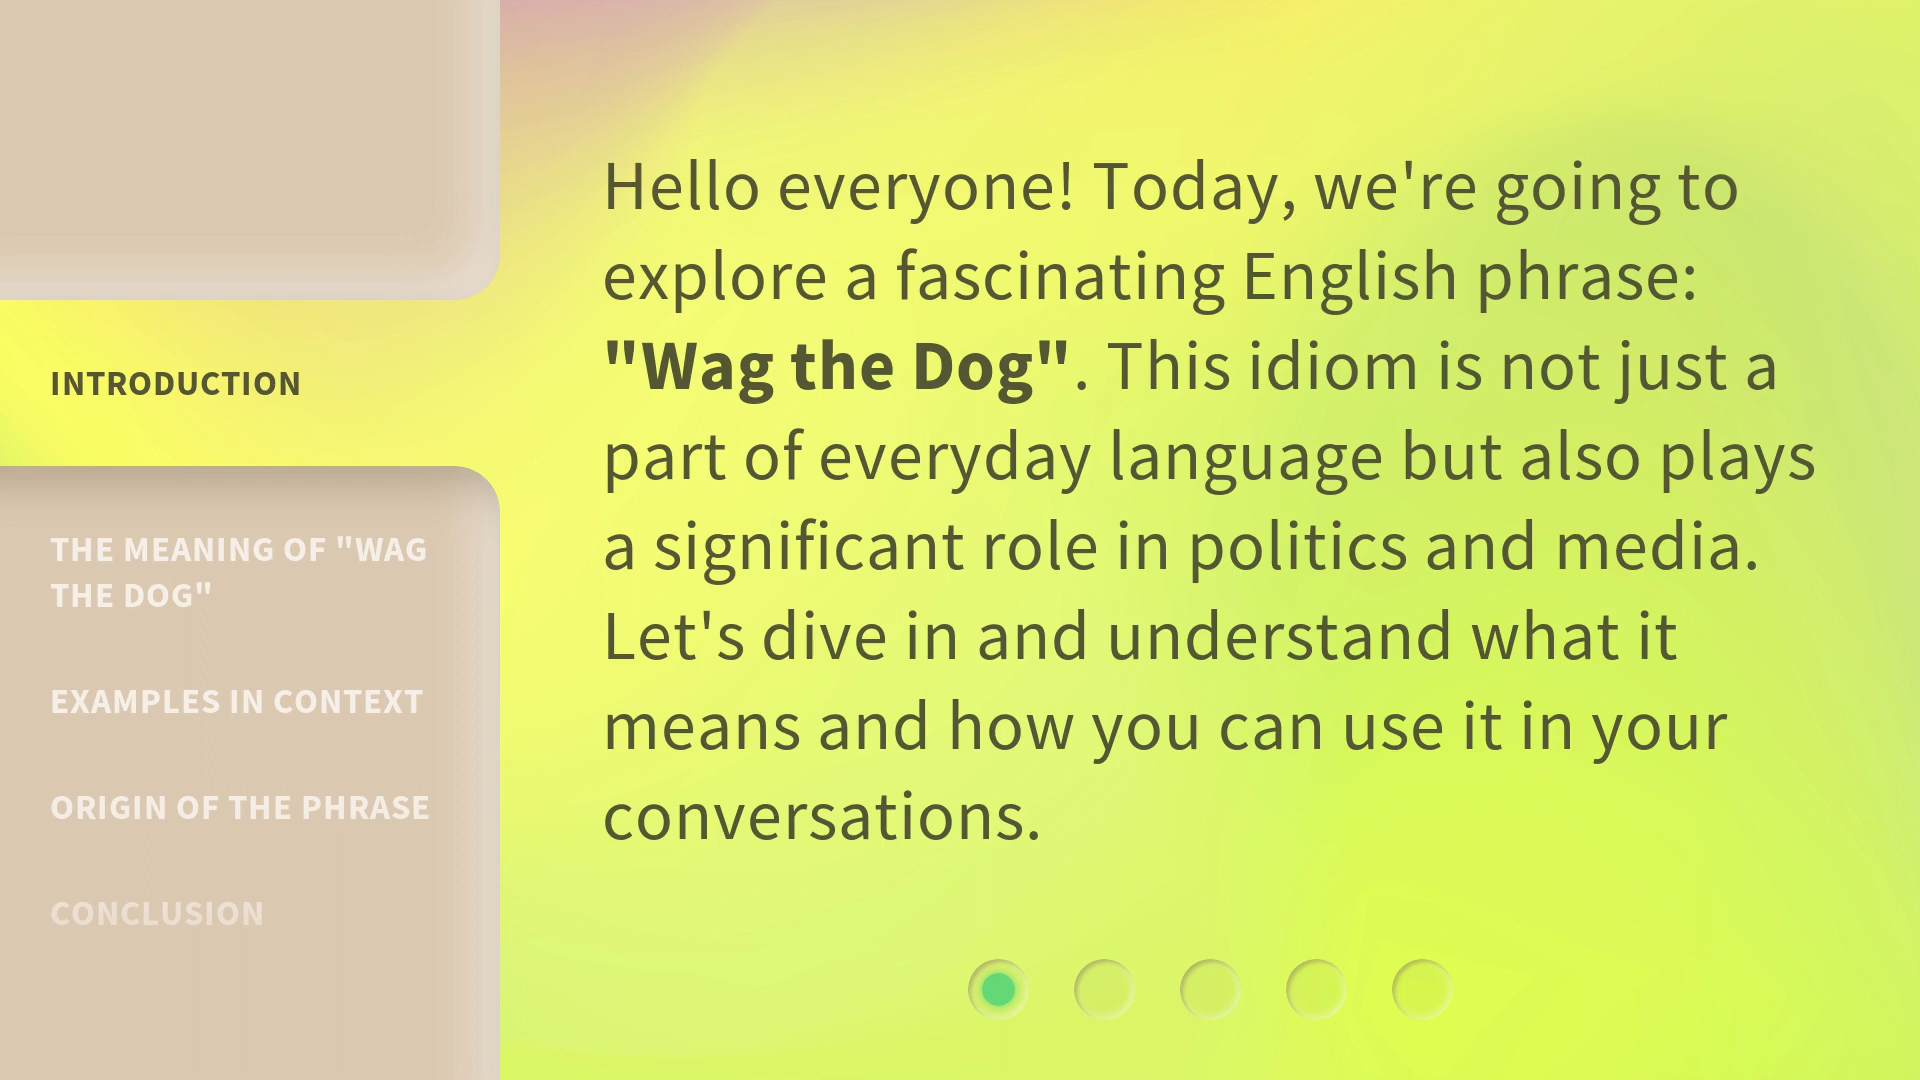 INTRODUCTION
THE MEANING OF "WAG
THE DOG"
EXAMPLES IN CONTEXT
ORIGIN OF THE PHRASE
CONCLUSION
Hello everyone! Today, we're going to
explore a fascinating English phrase:
"Wag the Dog". This idiom is not just a
part of everyday language but also plays
a significant role in politics and media.
Let's dive in and understand what it
means and how you can use it in your
conversations.